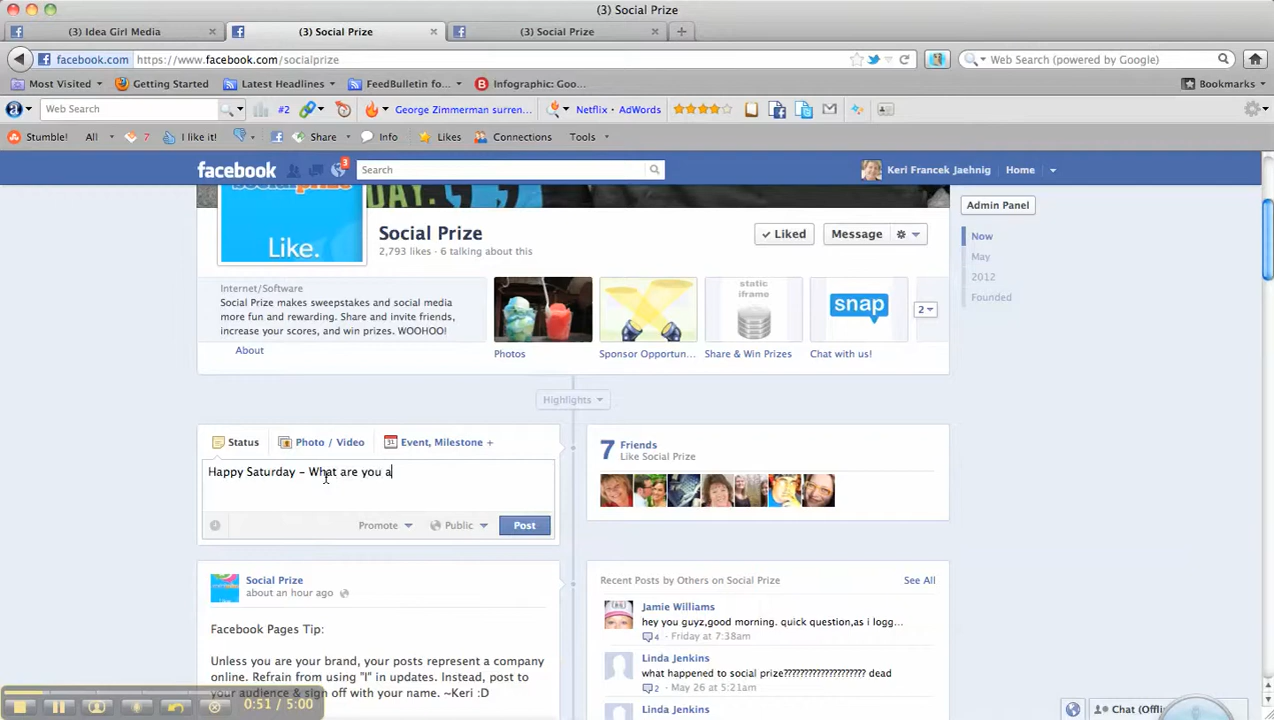 (3) Social Prize
(3) Idea Girl Media
(3) Social Prize
(3) Social Prize
facebook.com
https://www.facebook.com/socialprize
Web Search (powered by Google)
Most Visited
Getting Started
Latest Headlines
FeedBulletin fo...
Infographic: Goo...
Bookmarks
Web Search
#2
George Zimmerman surren...
Netflix
AdWords
Stumble!
All
7
I like it!
Share
Info
Likes
Connections
Tools
facebook
3
Search
Keri Francek Jaehnig
Home
DAY.
Like.
Social Prize
2,793 likes · 6 talking about this
Liked
Message
Admin Panel
Now
May
2012
Founded
Internet/Software
Social Prize makes sweepstakes and social media
more fun and rewarding. Share and invite friends,
increase your scores, and win prizes. WOOHOO!
About
Photos
Sponsor Opportun...
static
iframe
Share & Win Prizes
snap
Chat with us!
2
Highlights
Status
Photo / Video
31
Event, Milestone +
Happy Saturday – What are you a
Promote
Public
Post
7
Friends
Like Social Prize
Social Prize
about an hour ago
Facebook Pages Tip:
Unless you are your brand, your posts represent a company
online. Refrain from using "I" in updates. Instead, post to
your audience & sign off with your name. ~Keri :D
Recent Posts by Others on Social Prize
See All
Jamie Williams
hey you guyz,good morning. quick question,as i logg...
4 · Friday at 7:38am
Linda Jenkins
what happened to social prize???????????????????? dead
2 · May 26 at 5:21am
Linda Jenkins
0:51 / 5:00
Chat (Offli